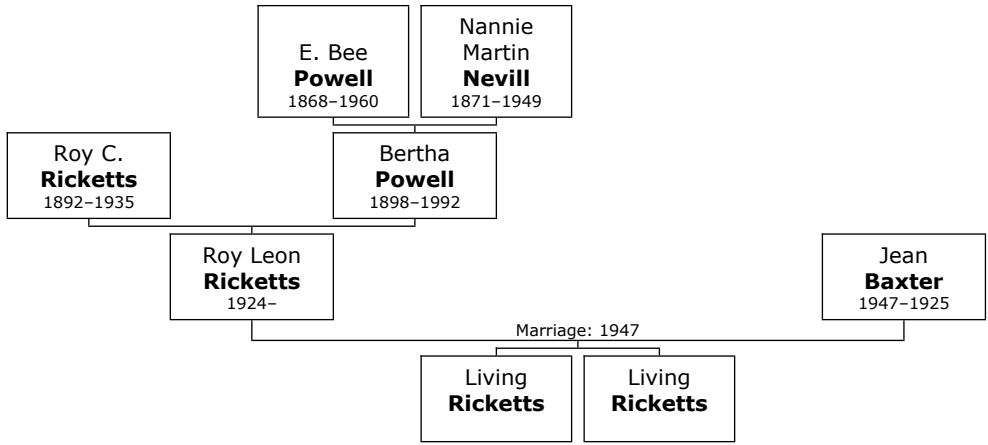 E. Bee
Powell
1868–1960
Nannie
Martin
Nevill
1871–1949
Roy C.
Ricketts
1892–1935
Bertha
Powell
1898–1992
Roy Leon
Ricketts
1924–
Jean
Baxter
1947–1925
Marriage: 1947
Living
Ricketts
Living
Ricketts